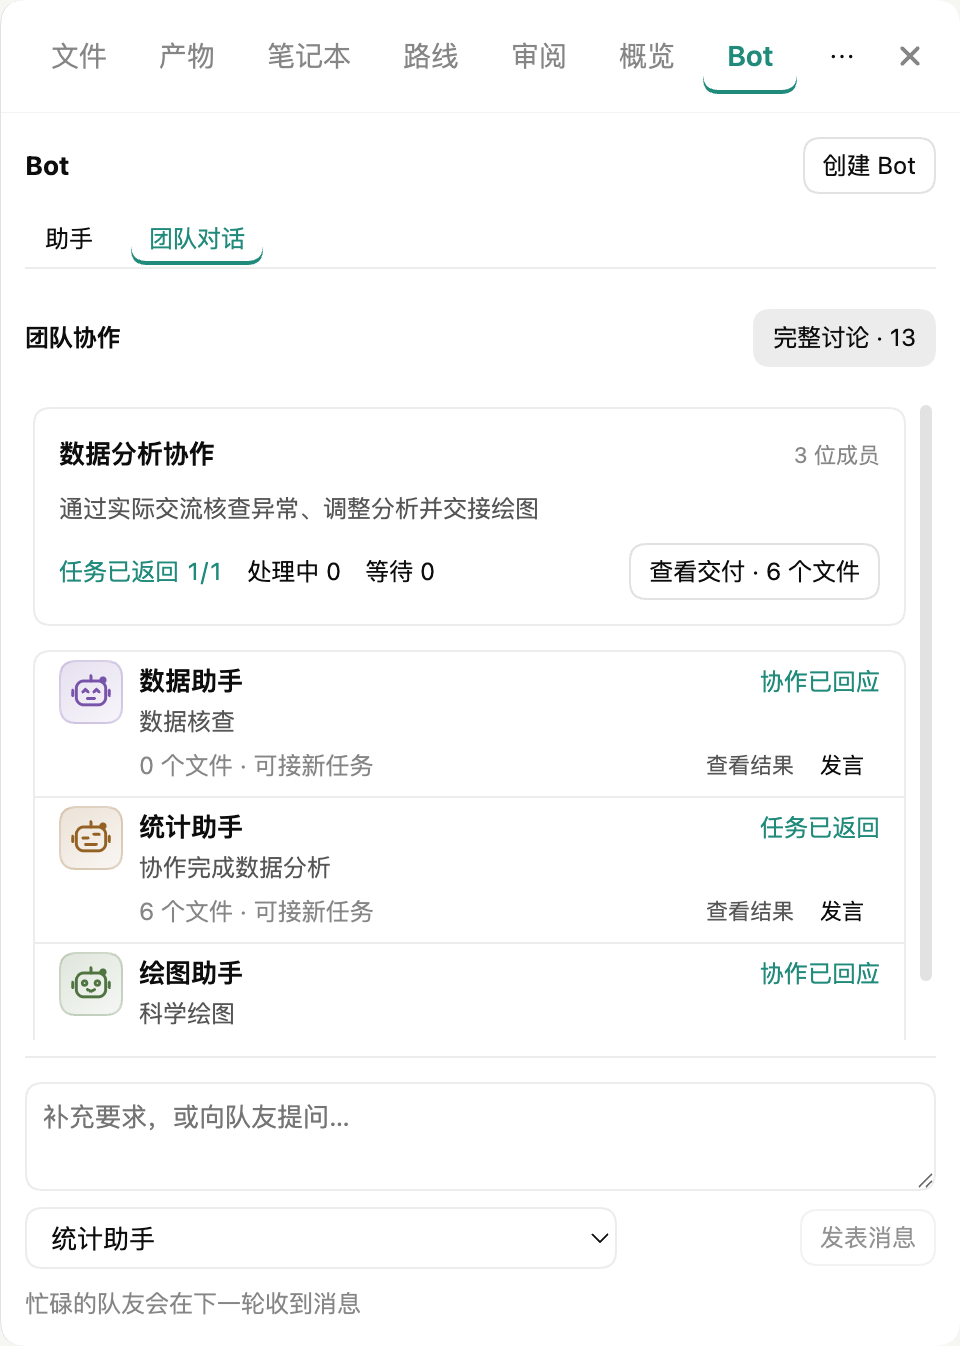 文件 产物 笔记本 路线 审阅 概览 Bot ···
Bot 创建 Bot
助手 团队对话
团队协作 完整讨论 · 13
数据分析协作 3 位成员
通过实际交流核查异常、调整分析并交接绘图
任务已返回 1/1 处理中 0 等待 0 查看交付 · 6 个文件
数据助手 协作已回应
数据核查
0 个文件 · 可接新任务 查看结果 发言
统计助手 任务已返回
协作完成数据分析
6 个文件 · 可接新任务 查看结果 发言
绘图助手 协作已回应
科学绘图
补充要求，或向队友提问...
统计助手 发表消息
忙碌的队友会在下一轮收到消息